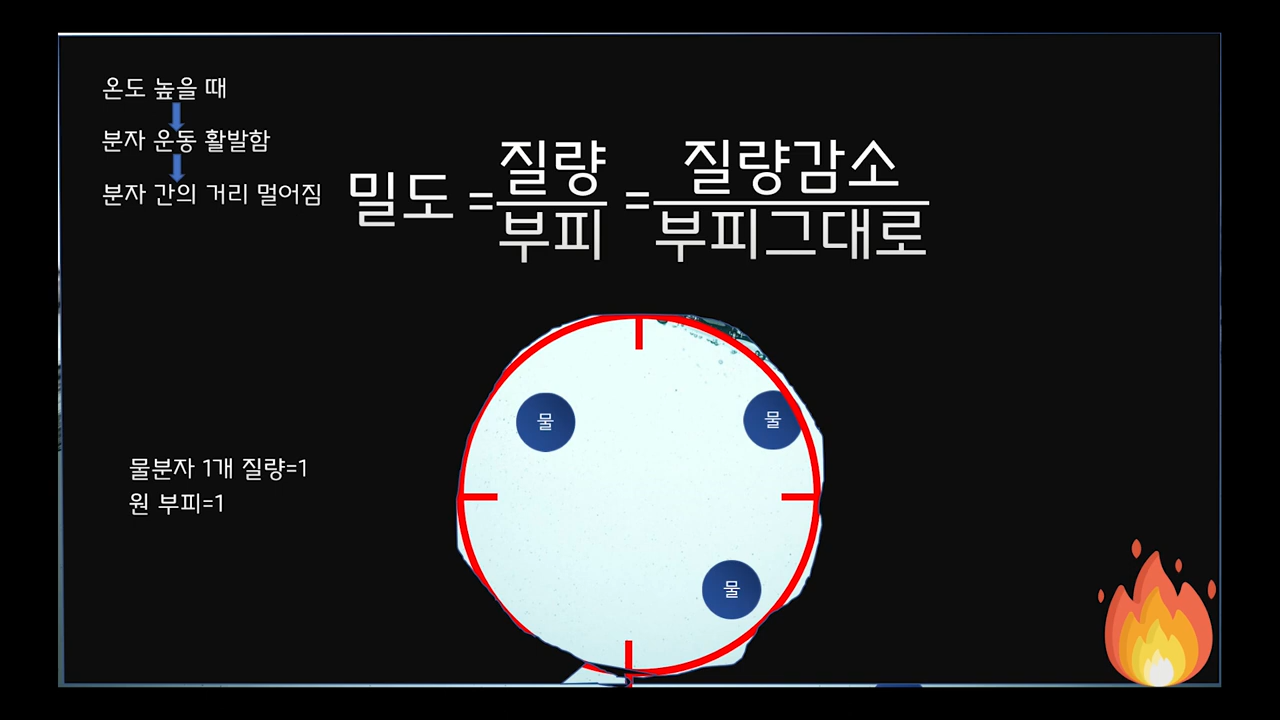 온도 높을 때
분자 운동 활발함
분자 간의 거리 멀어짐
밀도 = 질량 / 부피 = 질량감소 / 부피그대로
물
물
물분자 1개 질량=1
원 부피=1
물